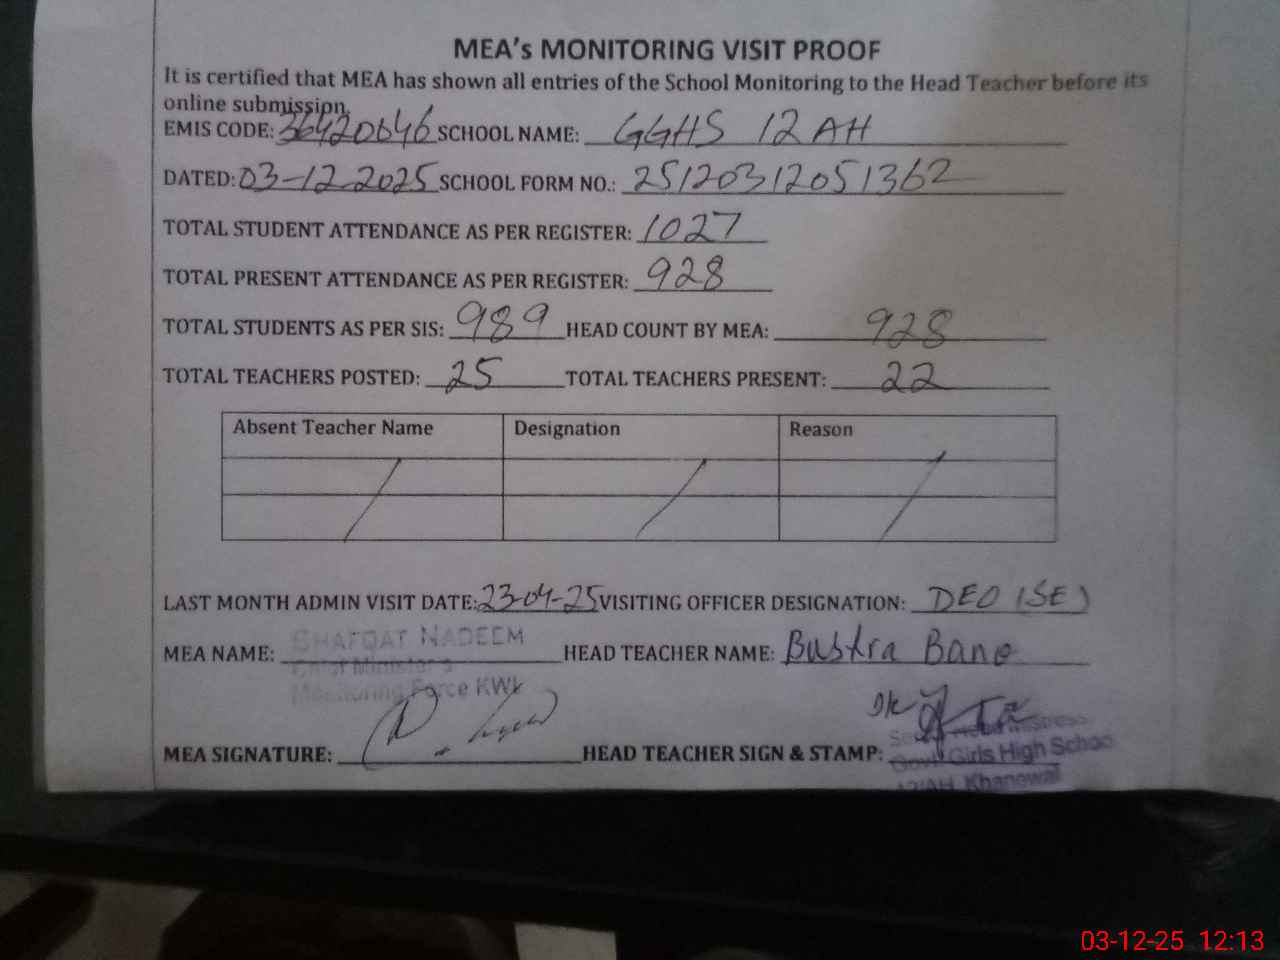 MEA's MONITORING VISIT PROOF
It is certified that MEA has shown all entries of the School Monitoring to the Head Teacher before its
online submission.
EMIS CODE: 36420646 SCHOOL NAME: GGHS 12 AH
DATED: 03-12-2025 SCHOOL FORM NO.: 25120312051362
TOTAL STUDENT ATTENDANCE AS PER REGISTER: 1027
TOTAL PRESENT ATTENDANCE AS PER REGISTER: 928
TOTAL STUDENTS AS PER SIS: 989 HEAD COUNT BY MEA: 928
TOTAL TEACHERS POSTED: 25 TOTAL TEACHERS PRESENT: 22
Absent Teacher Name Designation Reason
LAST MONTH ADMIN VISIT DATE: 23-04-25 VISITING OFFICER DESIGNATION: DEO (SE)
MEA NAME: SHAFQAT NADEEM HEAD TEACHER NAME: Bushra Bano
Chief Minister's
Monitoring Force KWL
MEA SIGNATURE: HEAD TEACHER SIGN & STAMP:
Govt Girls High School
12/AH, Khanewal
03-12-25 12:13